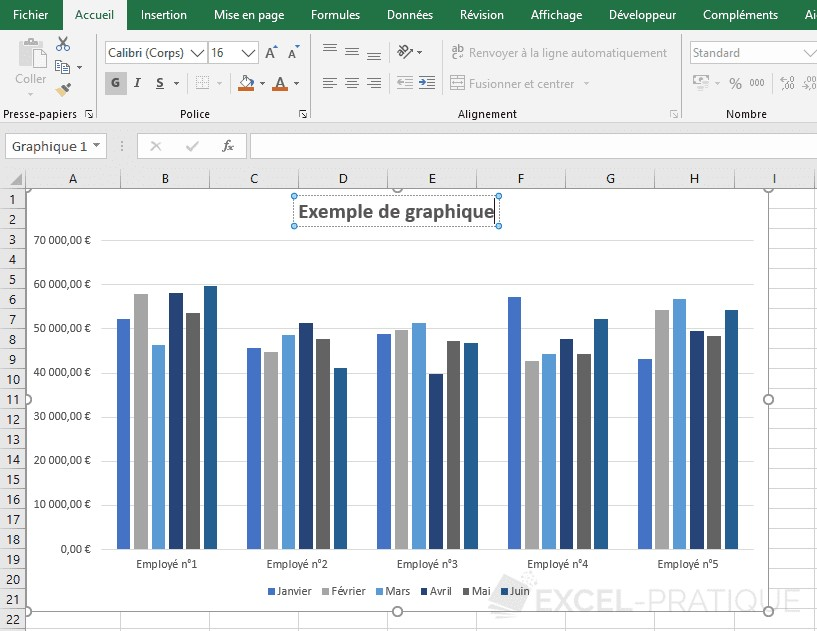 Fichier Accueil Insertion Mise en page Formules Données Révision Affichage Développeur Compléments Ai
Calibri (Corps) 16 A A ab Renvoyer à la ligne automatiquement Standard
Coller G I S A Fusionner et centrer % 000
Presse-papiers Police Alignement Nombre
Graphique 1 fx
A B C D E F G H I
1
Exemple de graphique
2
3 70 000,00 €
4
5 60 000,00 €
6
7 50 000,00 €
8
9 40 000,00 €
10
11 30 000,00 €
12
13 20 000,00 €
14
15
16 10 000,00 €
17
18 0,00 €
19 Employé n°1 Employé n°2 Employé n°3 Employé n°4 Employé n°5
20
21 Janvier Février Mars Avril Mai Juin EXCEL-PRATIQUE
22